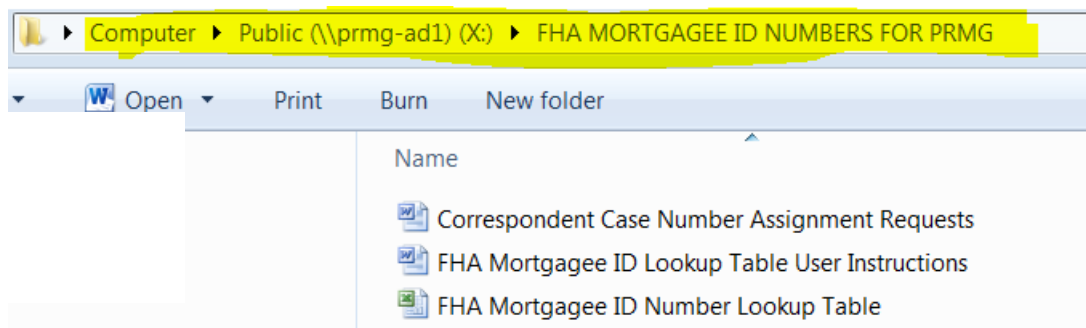 Computer Public (\\prmg-ad1) (X:) FHA MORTGAGEE ID NUMBERS FOR PRMG
Open Print Burn New folder
Name
Correspondent Case Number Assignment Requests
FHA Mortgagee ID Lookup Table User Instructions
FHA Mortgagee ID Number Lookup Table